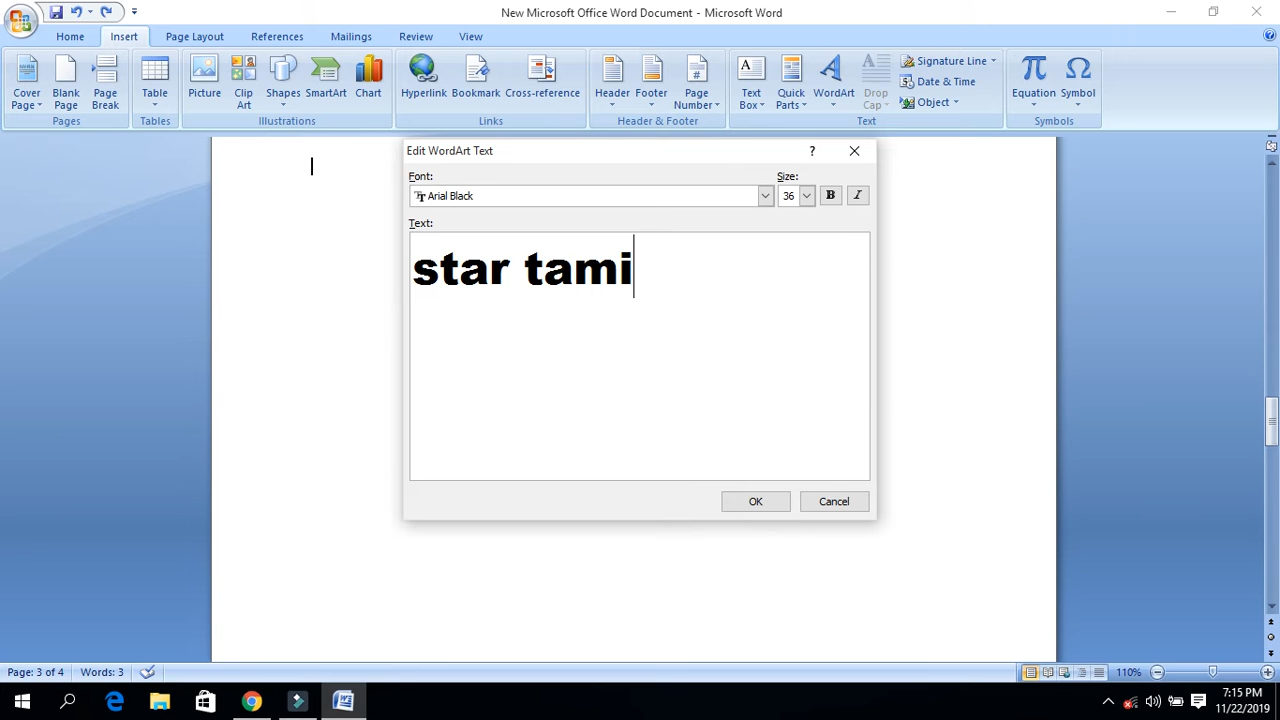 New Microsoft Office Word Document - Microsoft Word
Home Insert Page Layout References Mailings Review View
Cover Page Blank Page Page Break
Pages
Table
Tables
Picture Clip Art Shapes SmartArt Chart
Illustrations
Hyperlink Bookmark Cross-reference
Links
Header Footer Page Number
Header & Footer
Text Box Quick Parts WordArt Drop Cap
Signature Line
Date & Time
Object
Text
Equation Symbol
Symbols
Edit WordArt Text
Font: Size:
Arial Black 36 B I
Text:
star tami
OK Cancel
Page: 3 of 4 Words: 3 110%
7:15 PM
11/22/2019